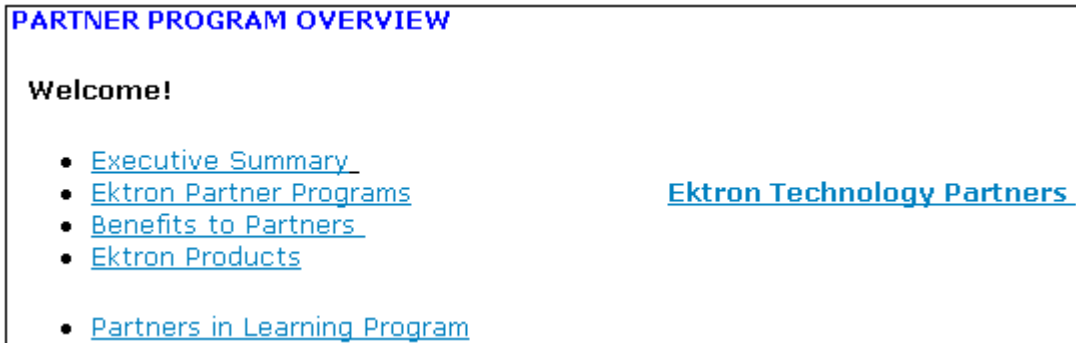 PARTNER PROGRAM OVERVIEW
Welcome!
Executive Summary
Ektron Partner Programs
Ektron Technology Partners
Benefits to Partners
Ektron Products
Partners in Learning Program